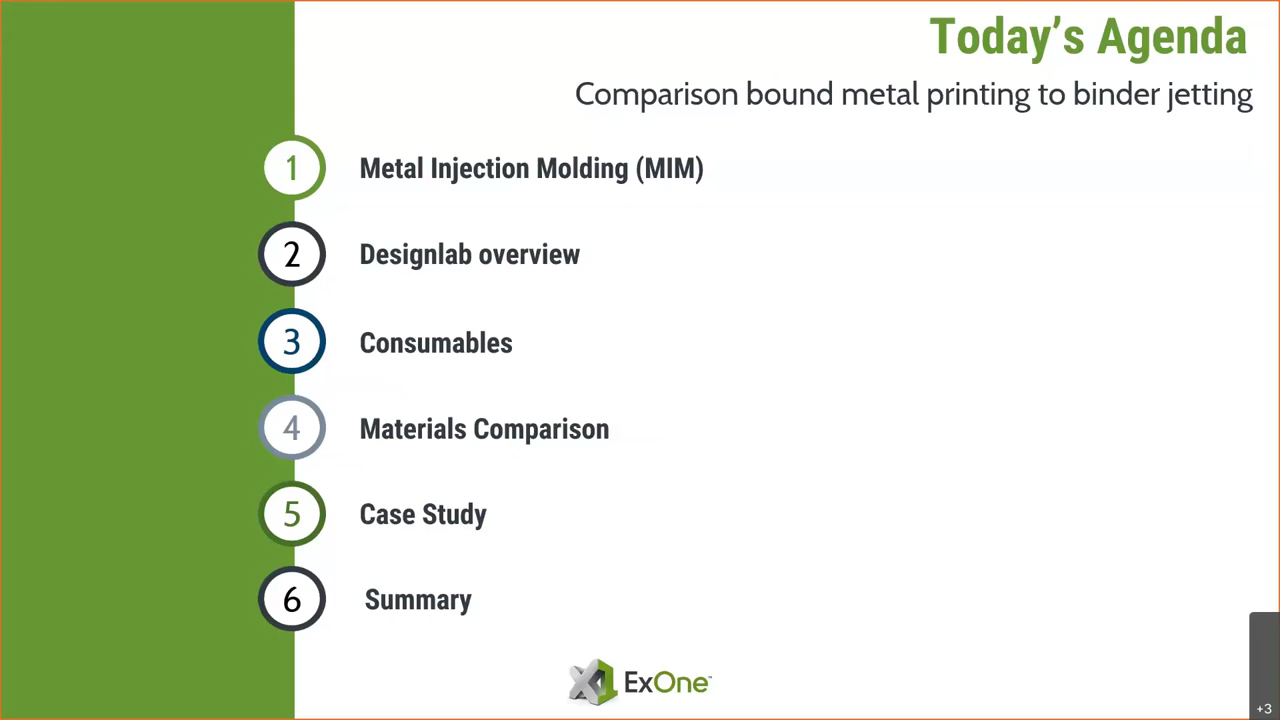 Today's Agenda
Comparison bound metal printing to binder jetting
1 Metal Injection Molding (MIM)
2 Designlab overview
3 Consumables
4 Materials Comparison
5 Case Study
6 Summary
ExOne™
+3